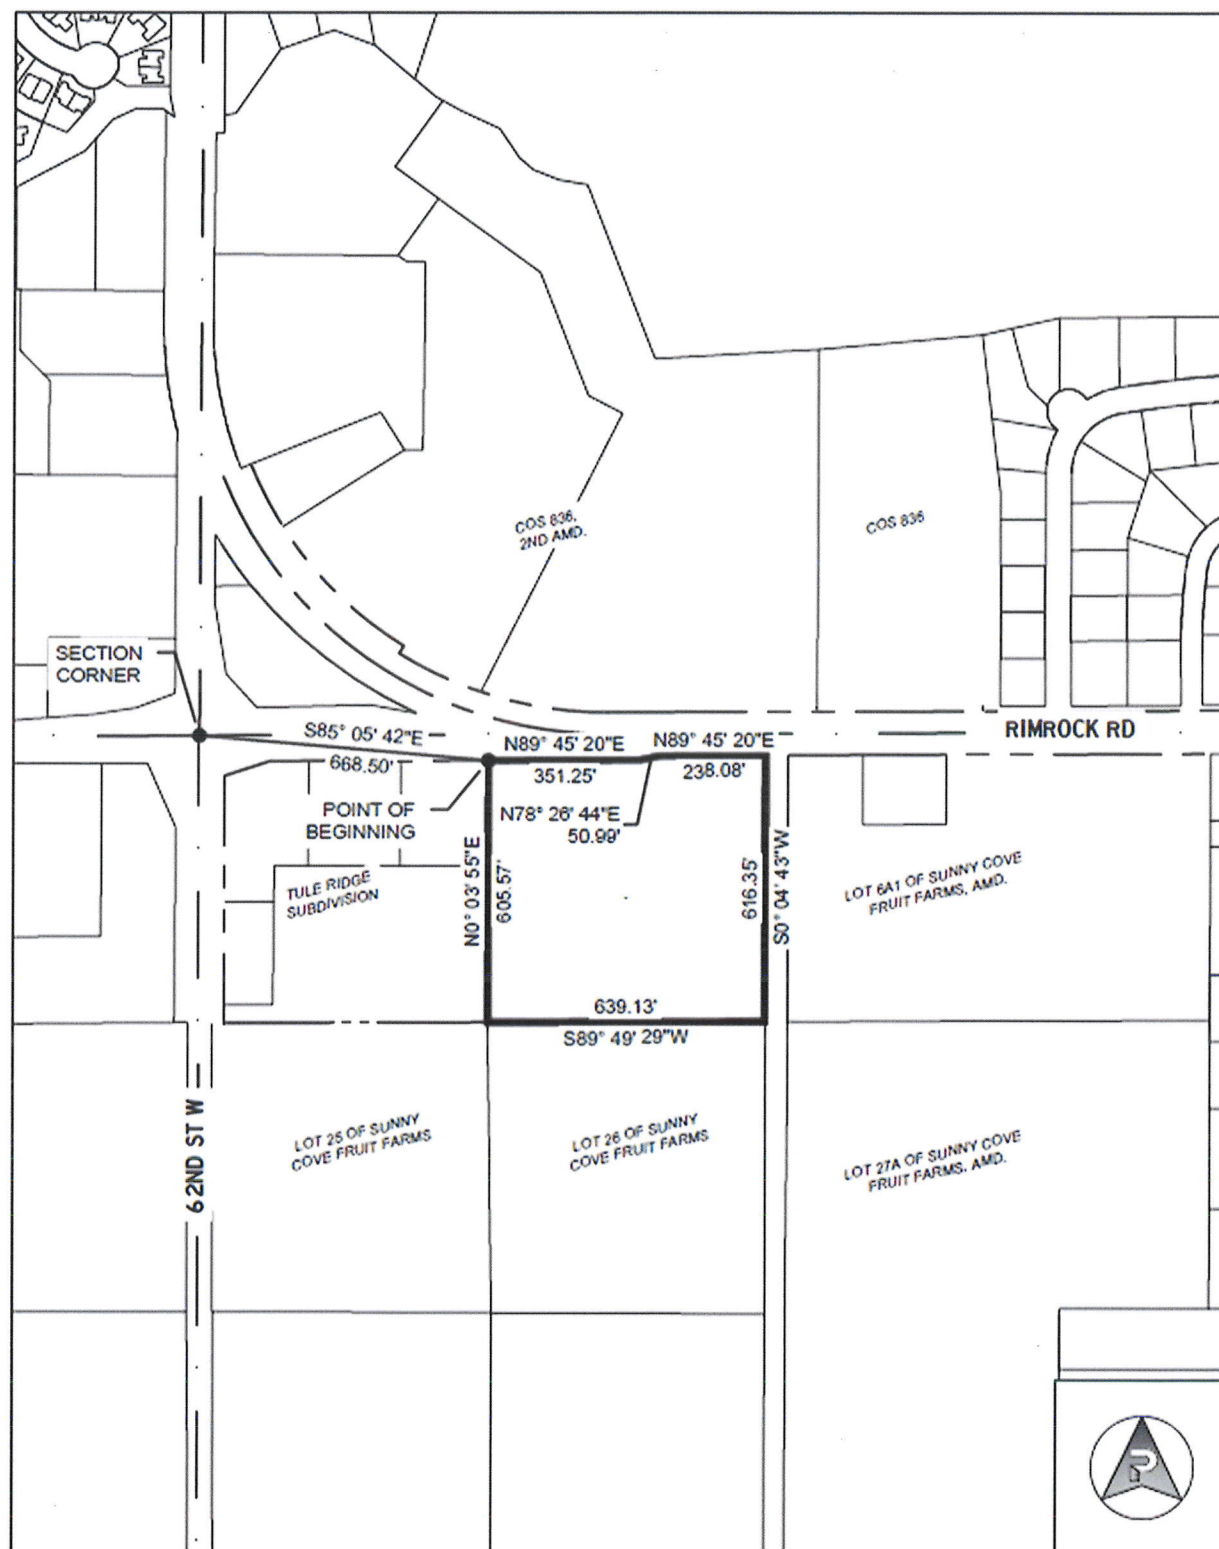 COS 836,
2ND AMD.
COS 836
SECTION
CORNER
S85° 05' 42"E
668.50'
N89° 45' 20"E
351.25'
N89° 45' 20"E
238.08'
RIMROCK RD
POINT OF
BEGINNING
N78° 26' 44"E
50.99'
TULE RIDGE
SUBDIVISION
N0° 03' 55"E
605.57'
616.35'
S0° 04' 43"W
LOT 6A1 OF SUNNY COVE
FRUIT FARMS, AMD.
639.13'
S89° 49' 29"W
62ND ST W
LOT 25 OF SUNNY
COVE FRUIT FARMS
LOT 26 OF SUNNY
COVE FRUIT FARMS
LOT 27A OF SUNNY COVE
FRUIT FARMS, AMD.